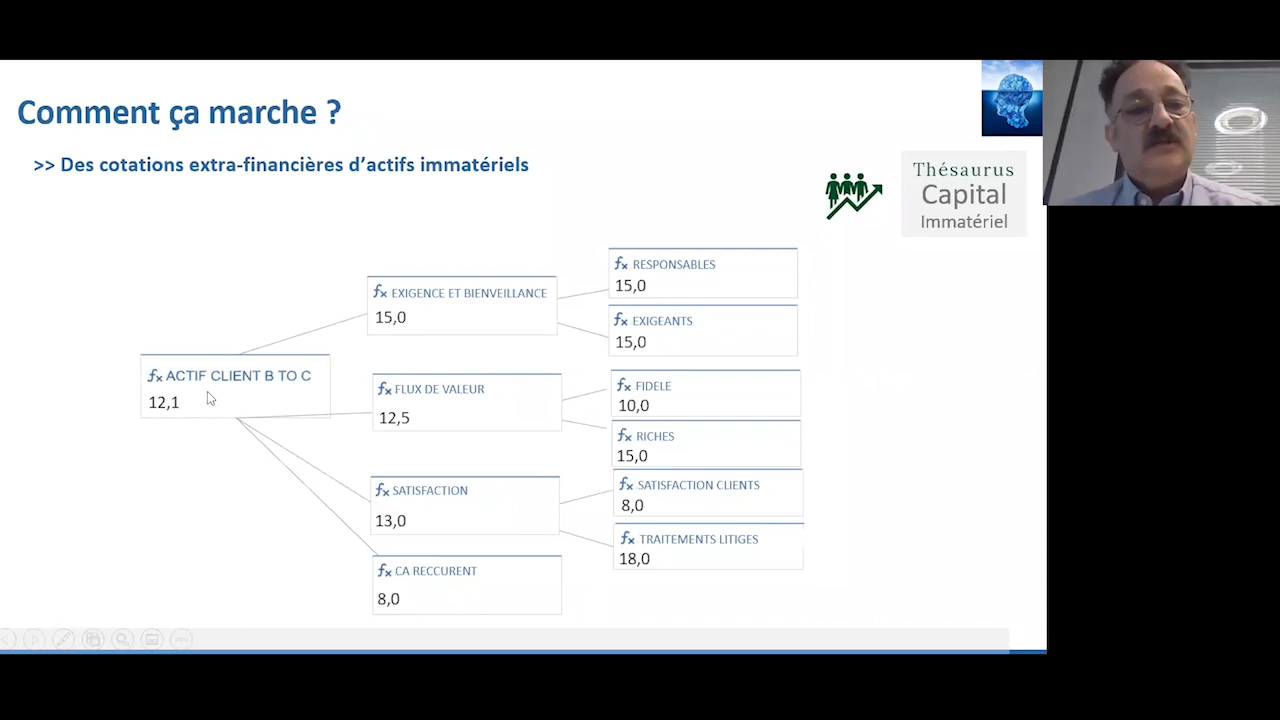 Comment ça marche ?
>> Des cotations extra-financières d'actifs immatériels
Thésaurus
Capital
Immatériel
fx RESPONSABLES
15,0
fx EXIGENCE ET BIENVEILLANCE
15,0
fx EXIGEANTS
15,0
fx ACTIF CLIENT B TO C
12,1
fx FLUX DE VALEUR
12,5
fx FIDELE
10,0
fx RICHES
15,0
fx SATISFACTION
13,0
fx SATISFACTION CLIENTS
8,0
fx TRAITEMENTS LITIGES
18,0
fx CA RECCURENT
8,0